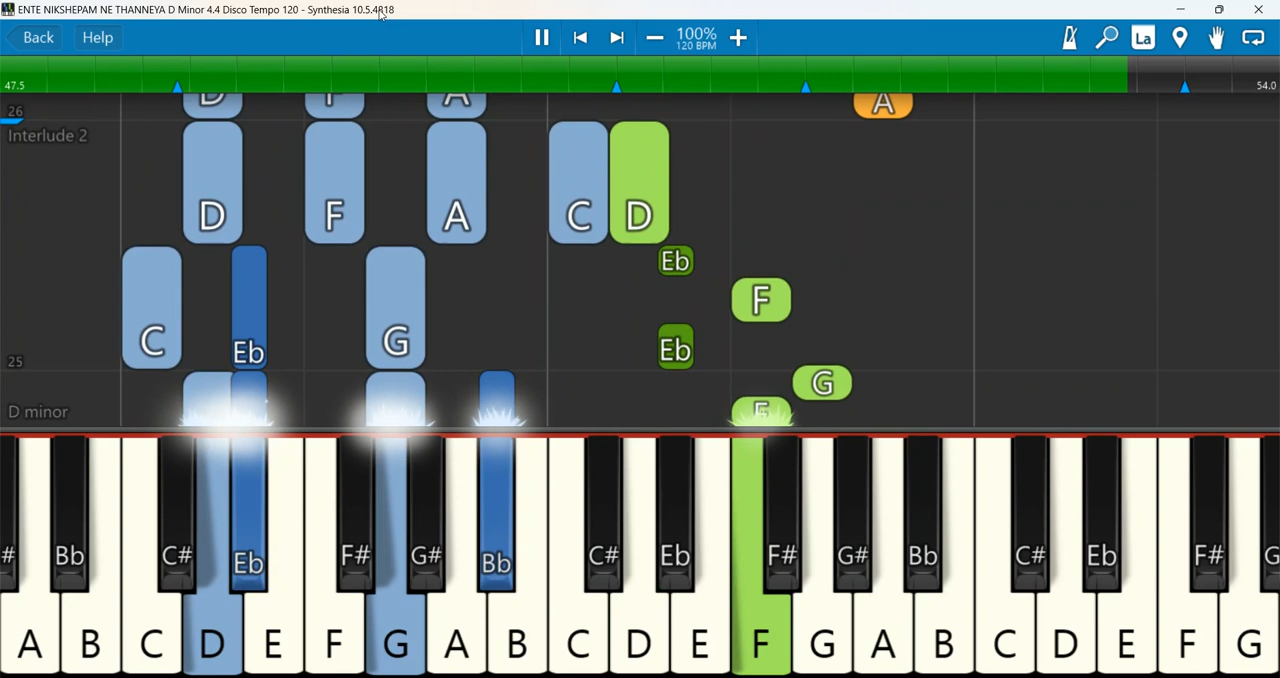 ENTE NIKSHEPAM NE THANNEYA D Minor 4.4 Disco Tempo 120 - Synthesia 10.5.4R18
Back Help 100% La
120 BPM
47.5 54.0
26 D F A A
Interlude 2
D F A C D
Eb
F
C Eb G Eb
25 G
D minor F
# Bb C# Eb F# G# Bb C# Eb F# G# Bb C# Eb F# G
A B C D E F G A B C D E F G A B C D E F G